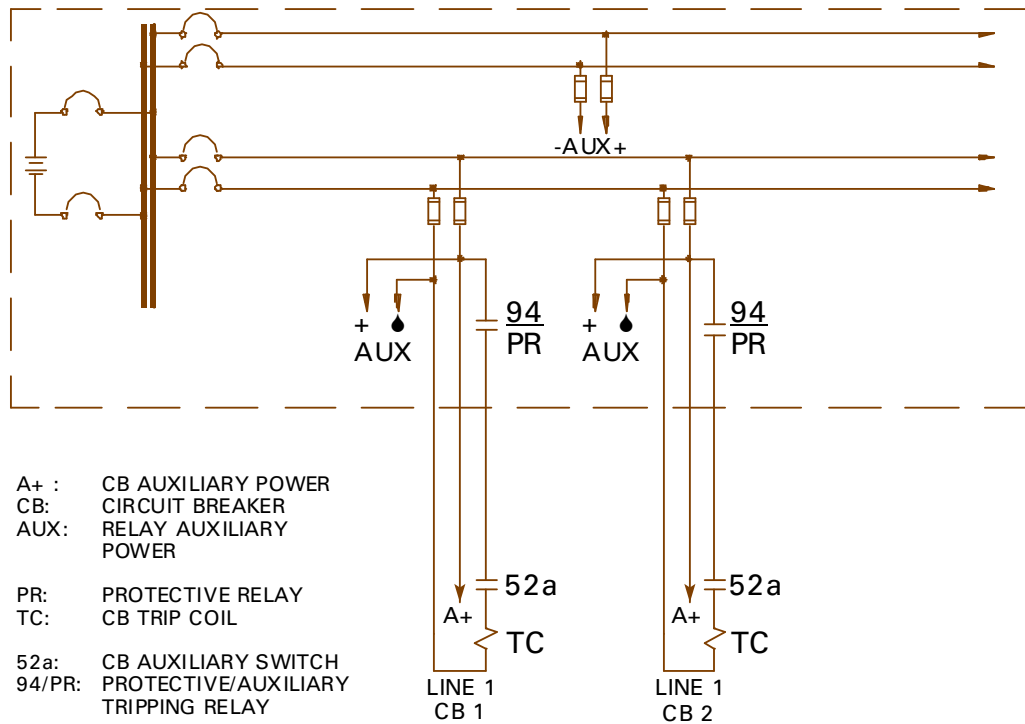 -AUX+
+
AUX
94
PR
+
AUX
94
PR
A+ : CB AUXILIARY POWER
CB: CIRCUIT BREAKER
AUX: RELAY AUXILIARY
POWER
PR: PROTECTIVE RELAY
TC: CB TRIP COIL
52a: CB AUXILIARY SWITCH
94/PR: PROTECTIVE/AUXILIARY
TRIPPING RELAY
52a
A+
TC
LINE 1
CB 1
52a
A+
TC
LINE 1
CB 2